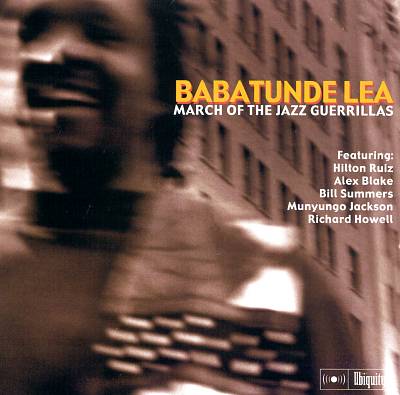 BABATUNDE LEA
MARCH OF THE JAZZ GUERRILLAS
Featuring:
Hilton Ruiz
Alex Blake
Bill Summers
Munyungo Jackson
Richard Howell
Ubiquity